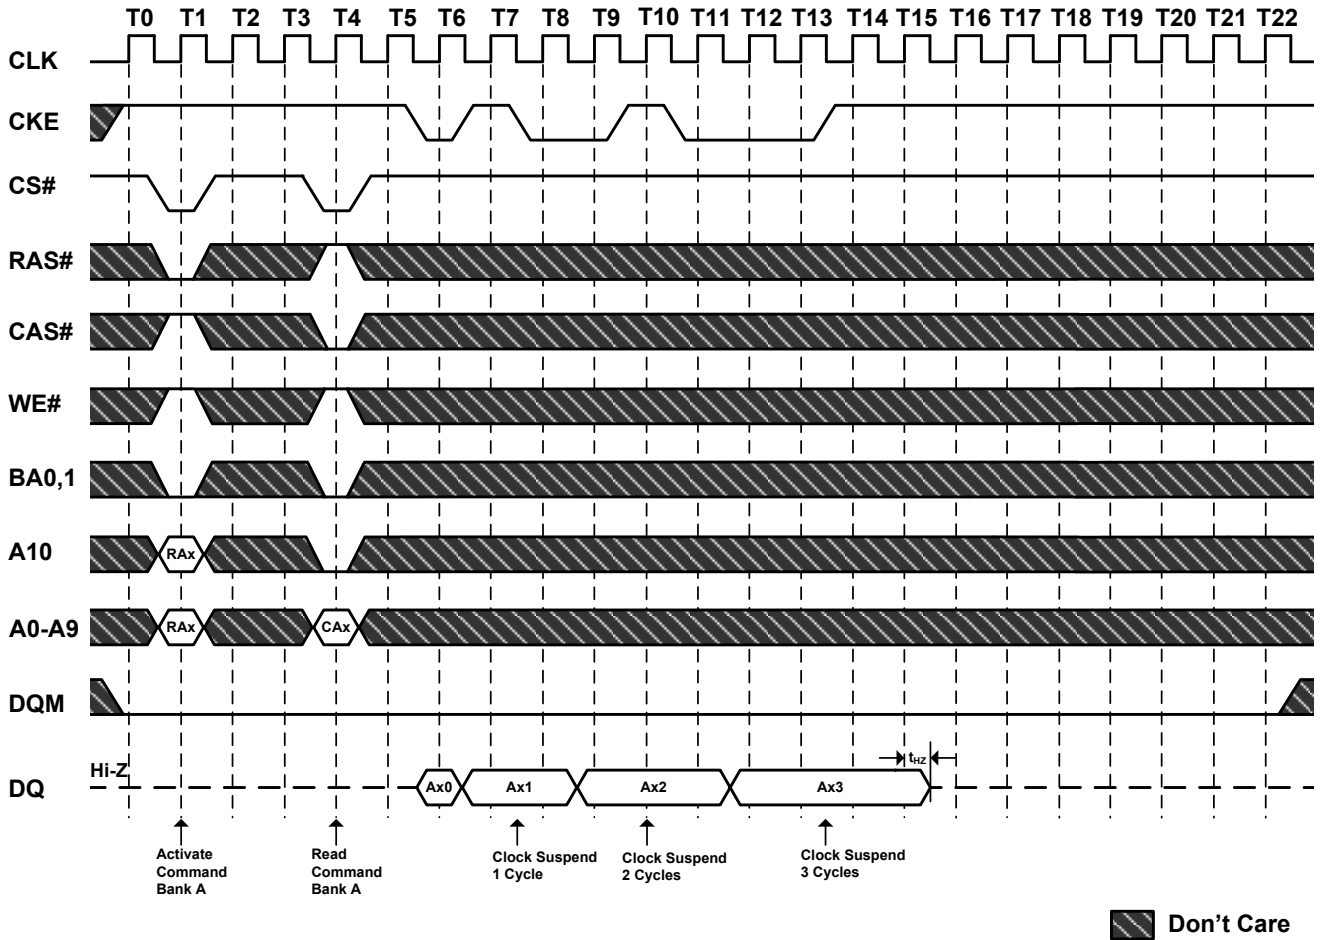 T0 T1 T2 T3 T4 T5 T6 T7 T8 T9 T10 T11 T12 T13 T14 T15 T16 T17 T18 T19 T20 T21 T22
CLK
CKE
CS#
RAS#
CAS#
WE#
BA0,1
A10
RAx
A0-A9
RAx
CAx
DQM
DQ
Hi-Z
Ax0
Ax1
Ax2
Ax3
tHZ
Activate
Command
Bank A
Read
Command
Bank A
Clock Suspend
1 Cycle
Clock Suspend
2 Cycles
Clock Suspend
3 Cycles
Don't Care